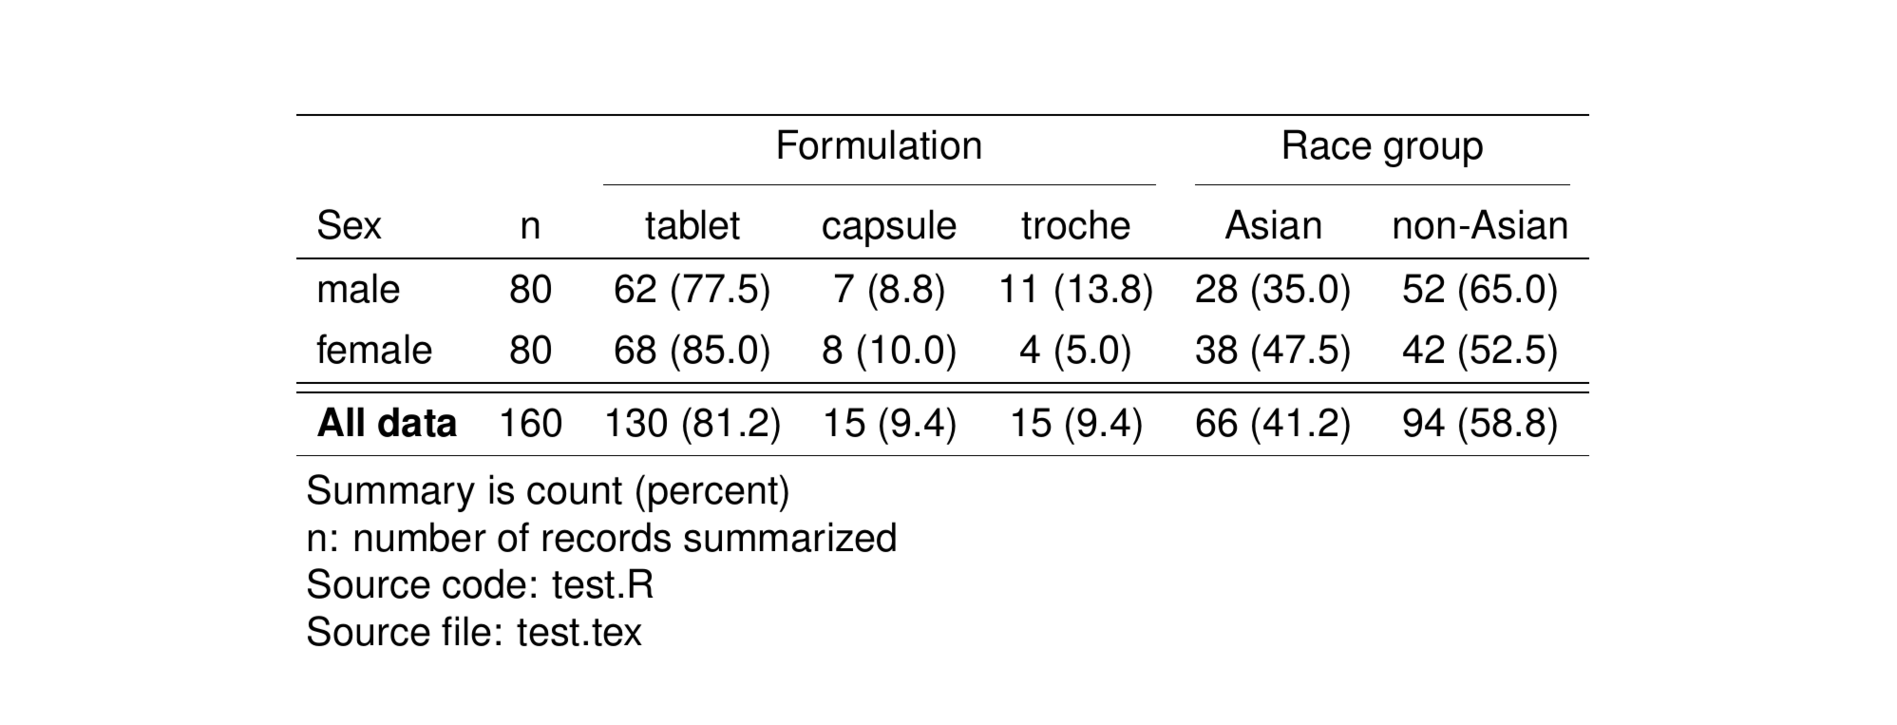 Formulation Race group
Sex n tablet capsule troche Asian non-Asian
male 80 62 (77.5) 7 (8.8) 11 (13.8) 28 (35.0) 52 (65.0)
female 80 68 (85.0) 8 (10.0) 4 (5.0) 38 (47.5) 42 (52.5)
All data 160 130 (81.2) 15 (9.4) 15 (9.4) 66 (41.2) 94 (58.8)
Summary is count (percent)
n: number of records summarized
Source code: test.R
Source file: test.tex